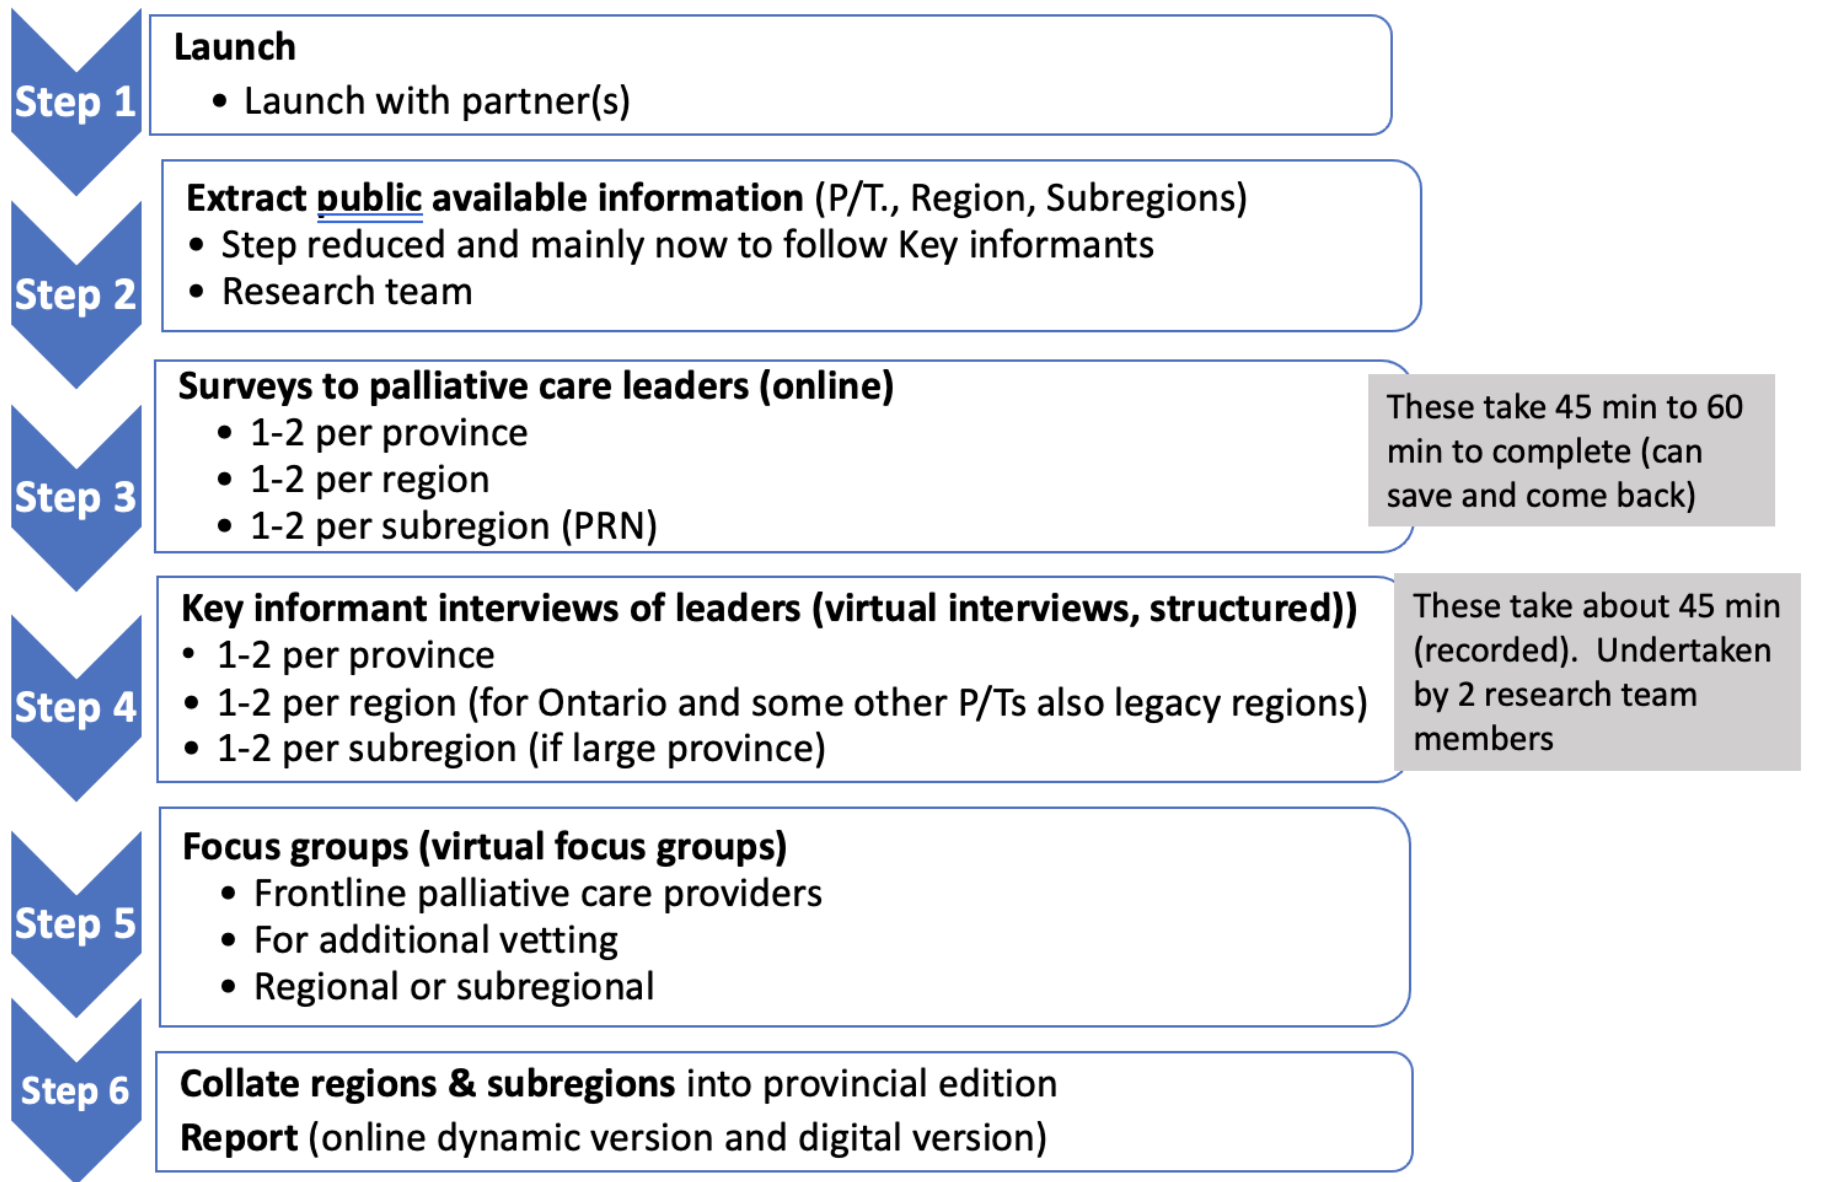 Step 1
Launch
• Launch with partner(s)
Step 2
Extract public available information (P/T., Region, Subregions)
• Step reduced and mainly now to follow Key informants
• Research team
Step 3
Surveys to palliative care leaders (online)
• 1-2 per province
• 1-2 per region
• 1-2 per subregion (PRN)
These take 45 min to 60
min to complete (can
save and come back)
Step 4
Key informant interviews of leaders (virtual interviews, structured))
• 1-2 per province
• 1-2 per region (for Ontario and some other P/Ts also legacy regions)
• 1-2 per subregion (if large province)
These take about 45 min
(recorded).  Undertaken
by 2 research team
members
Step 5
Focus groups (virtual focus groups)
• Frontline palliative care providers
• For additional vetting
• Regional or subregional
Step 6
Collate regions & subregions into provincial edition
Report (online dynamic version and digital version)